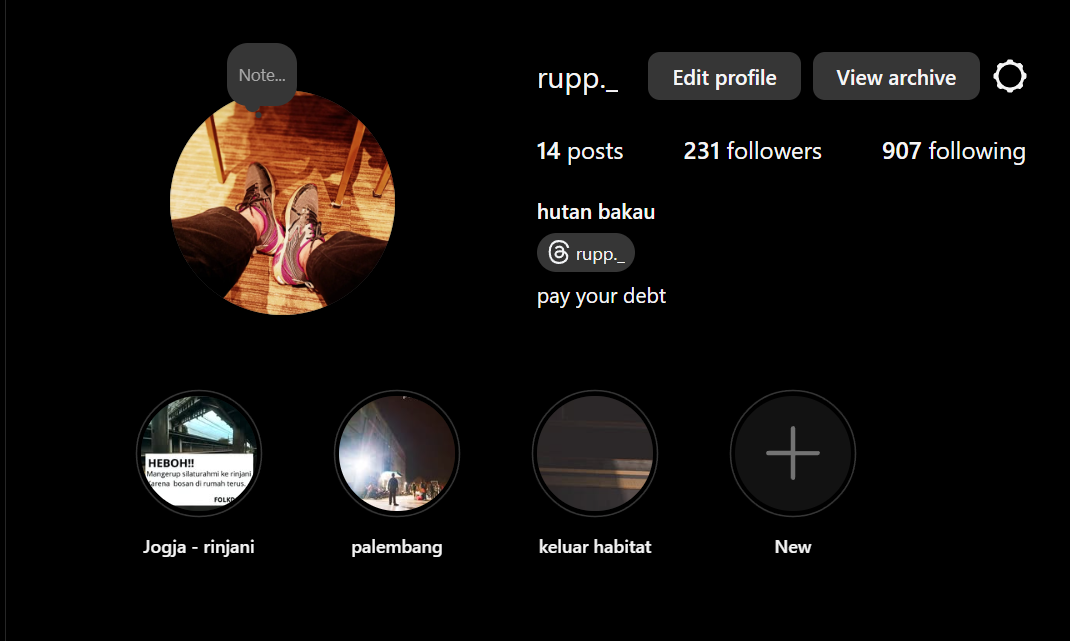 Note...
rupp._ Edit profile View archive
14 posts 231 followers 907 following
hutan bakau
rupp._
pay your debt
HEBOH!!
Mangerup silaturahmi ke rinjani
Karena bosan di rumah terus.
Jogja - rinjani palembang keluar habitat New